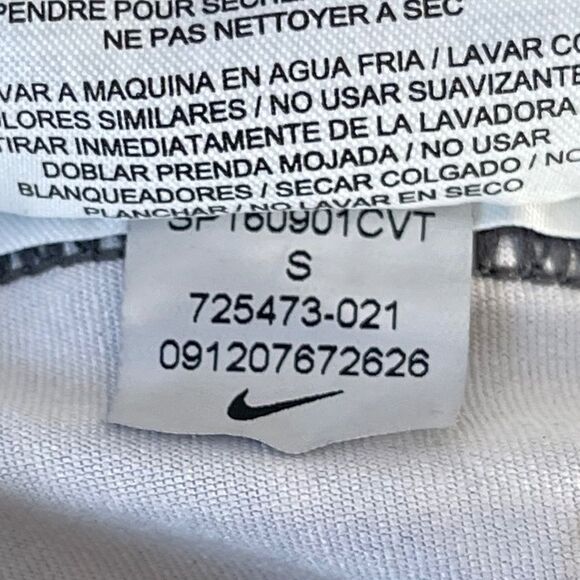 PENDRE POUR
NE PAS NETTOYER A SEC
VAR A MAQUINA EN AGUA FRIA / LAVAR CO
OLORES SIMILARES / NO USAR SUAVIZANTE
TIRAR INMEDIATAMENTE DE LA LAVADORA
DOBLAR PRENDA MOJADA / NO USAR
BLANQUEADORES / SECAR COLGADO / NO
PLANCHAR / NO LAVAR EN SECO
SP160901CVT
S
725473-021
091207672626